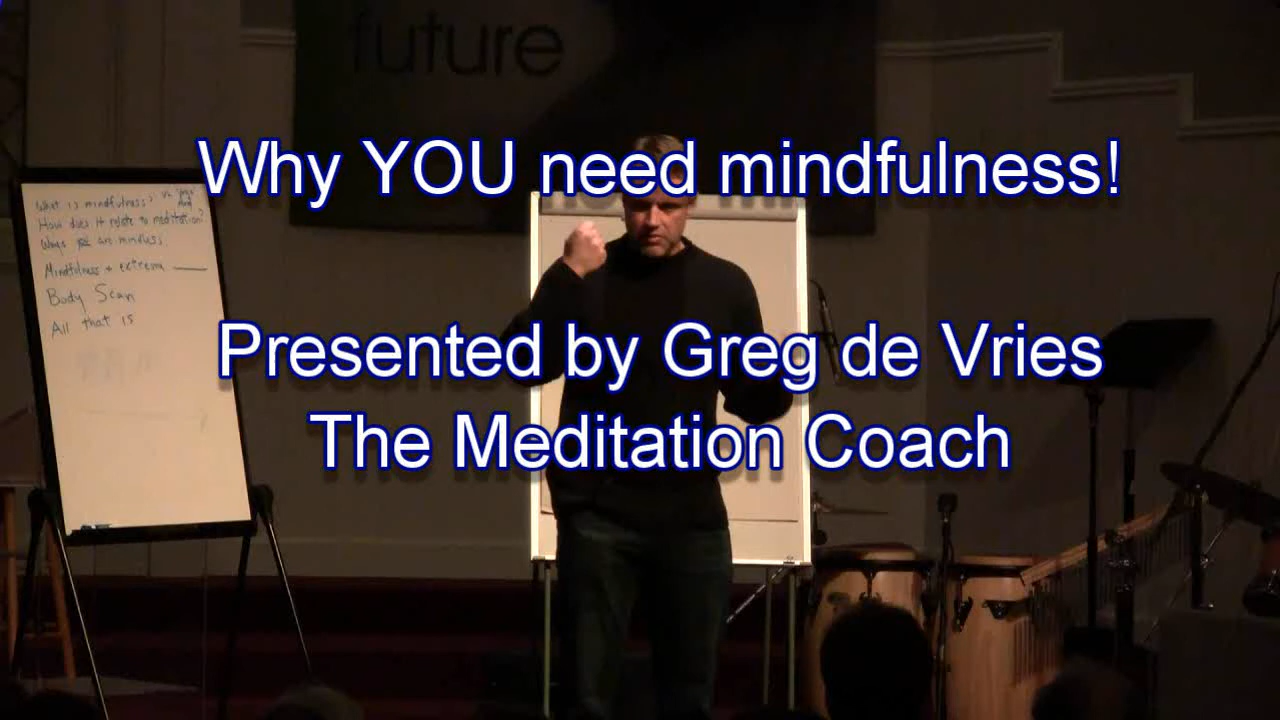 future
Why YOU need mindfulness!
What is mindfulness?
How does it relate to meditation?
Ways are mindless
Mindfulness + extreme
Body Scan
All that is
Presented by Greg de Vries
The Meditation Coach